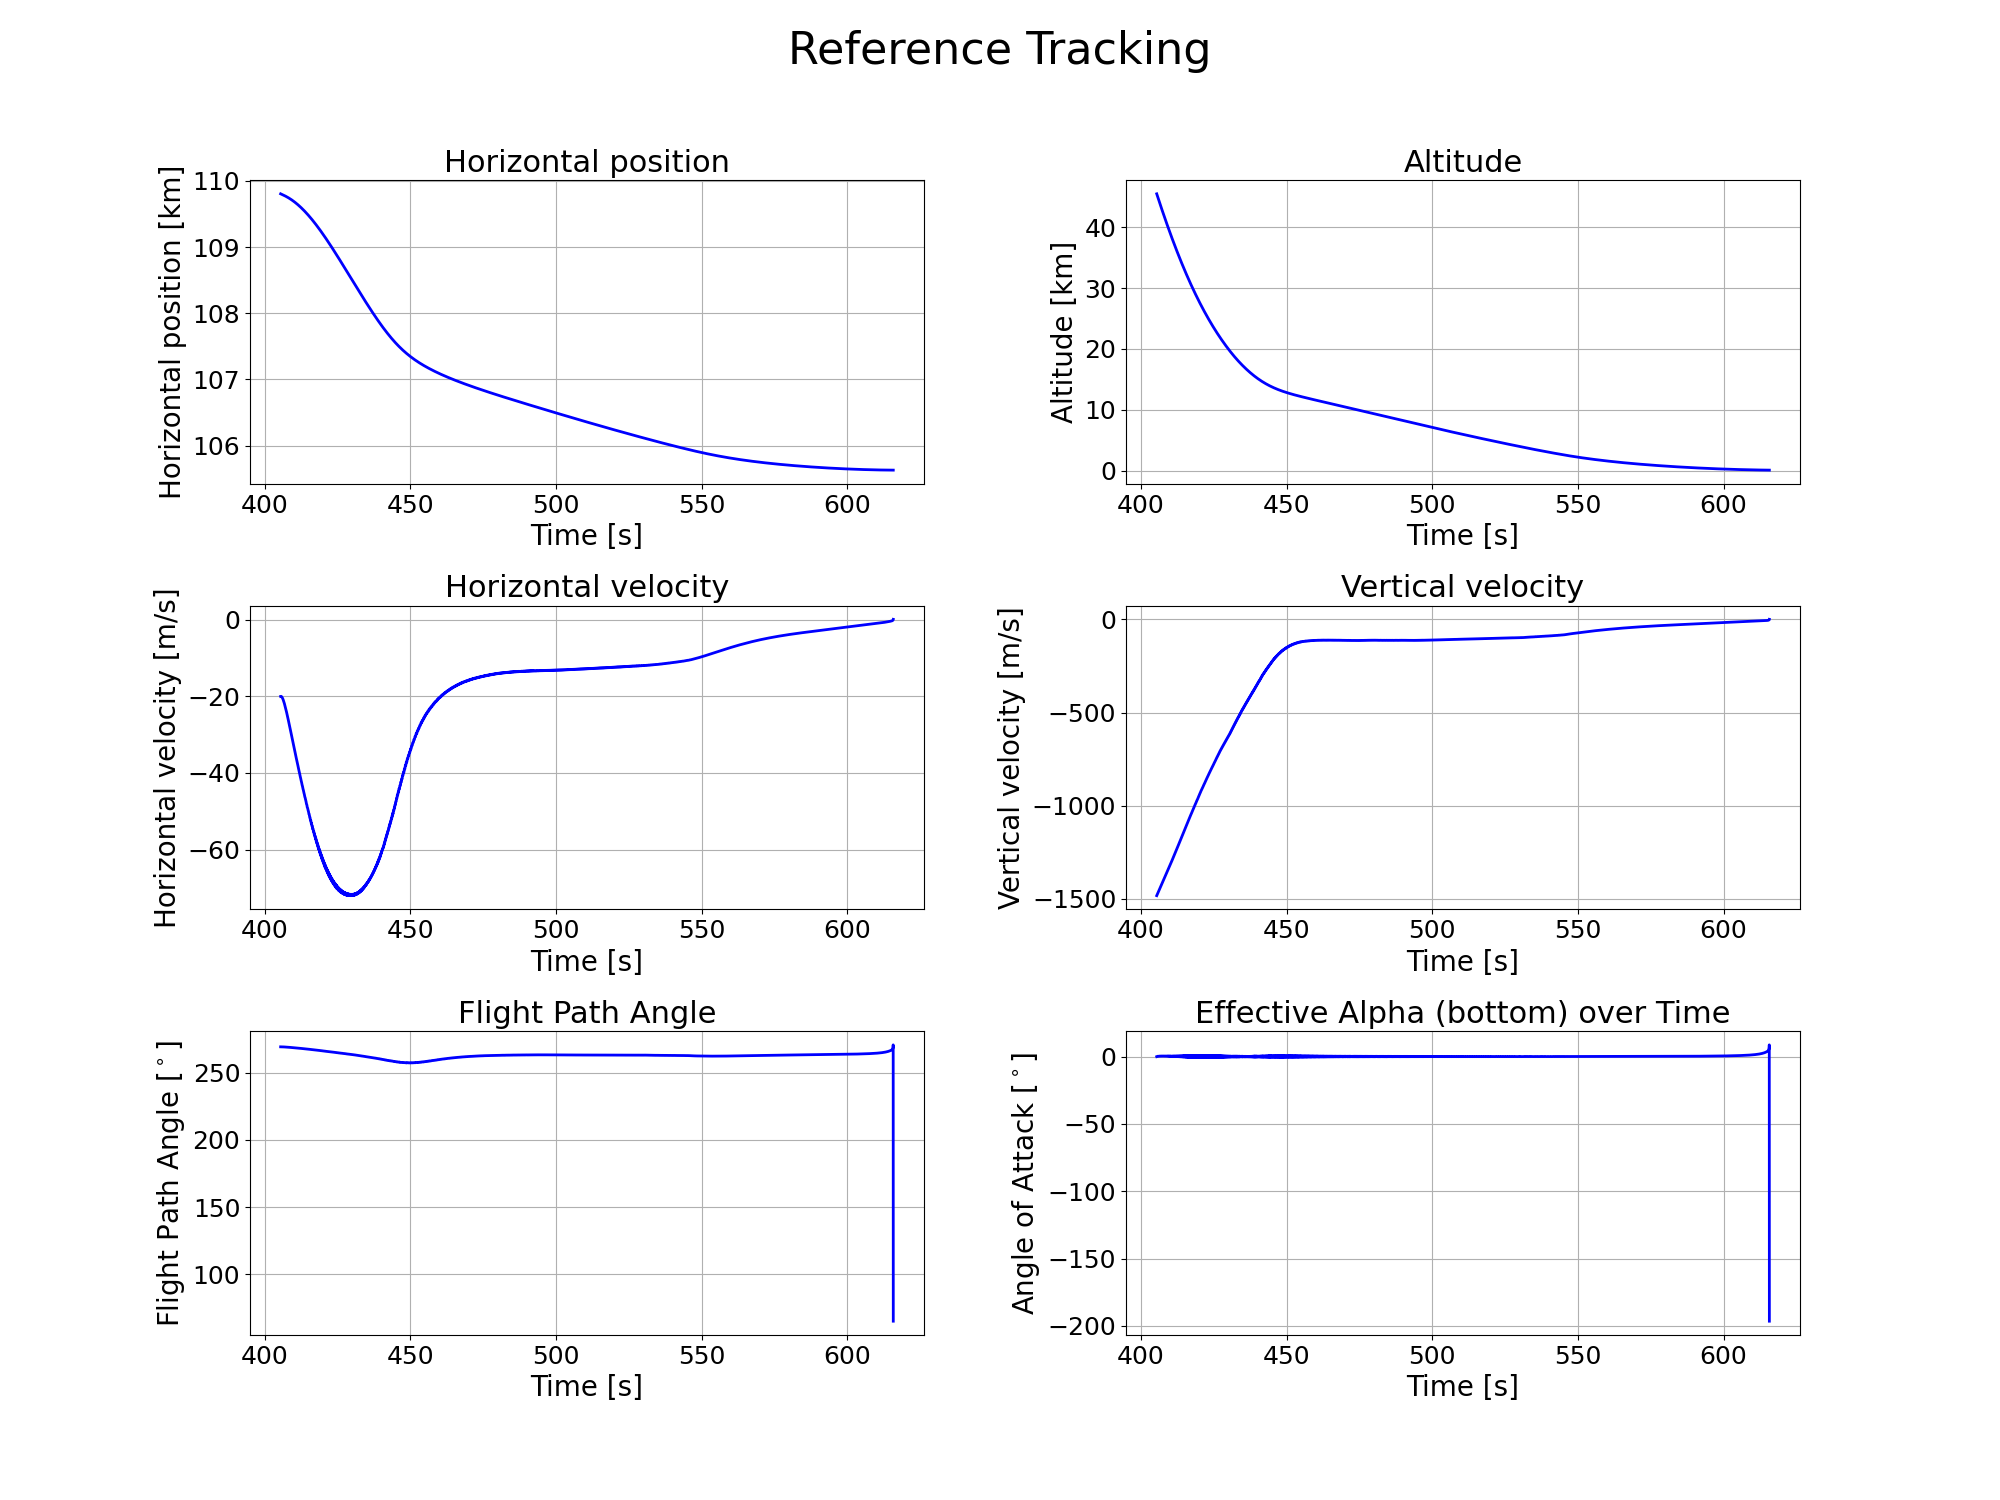 Reference Tracking
Horizontal position
Horizontal position [km]
110
109
108
107
106
400 450 500 550 600
Time [s]
Altitude
Altitude [km]
40
30
20
10
0
400 450 500 550 600
Time [s]
Horizontal velocity
Horizontal velocity [m/s]
0
−20
−40
−60
400 450 500 550 600
Time [s]
Vertical velocity
Vertical velocity [m/s]
0
−500
−1000
−1500
400 450 500 550 600
Time [s]
Flight Path Angle
Flight Path Angle [°]
250
200
150
100
400 450 500 550 600
Time [s]
Effective Alpha (bottom) over Time
Angle of Attack [°]
0
−50
−100
−150
−200
400 450 500 550 600
Time [s]